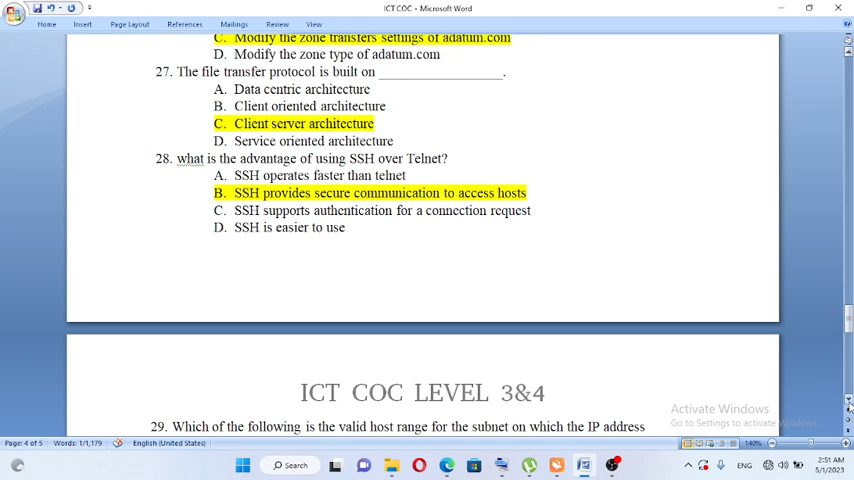 ICT COC - Microsoft Word
Home Insert Page Layout References Mailings Review View
C. Modify the zone transfers settings of adatum.com
D. Modify the zone type of adatum.com
27. The file transfer protocol is built on ____________________.
A. Data centric architecture
B. Client oriented architecture
C. Client server architecture
D. Service oriented architecture
28. what is the advantage of using SSH over Telnet?
A. SSH operates faster than telnet
B. SSH provides secure communication to access hosts
C. SSH supports authentication for a connection request
D. SSH is easier to use
ICT COC LEVEL 3&4
Activate Windows
Go to Settings to activate Windows.
29. Which of the following is the valid host range for the subnet on which the IP address
Page: 4 of 5 Words: 1/1,179 English (United States) 140%
Search ENG 2:51 AM
5/1/2023